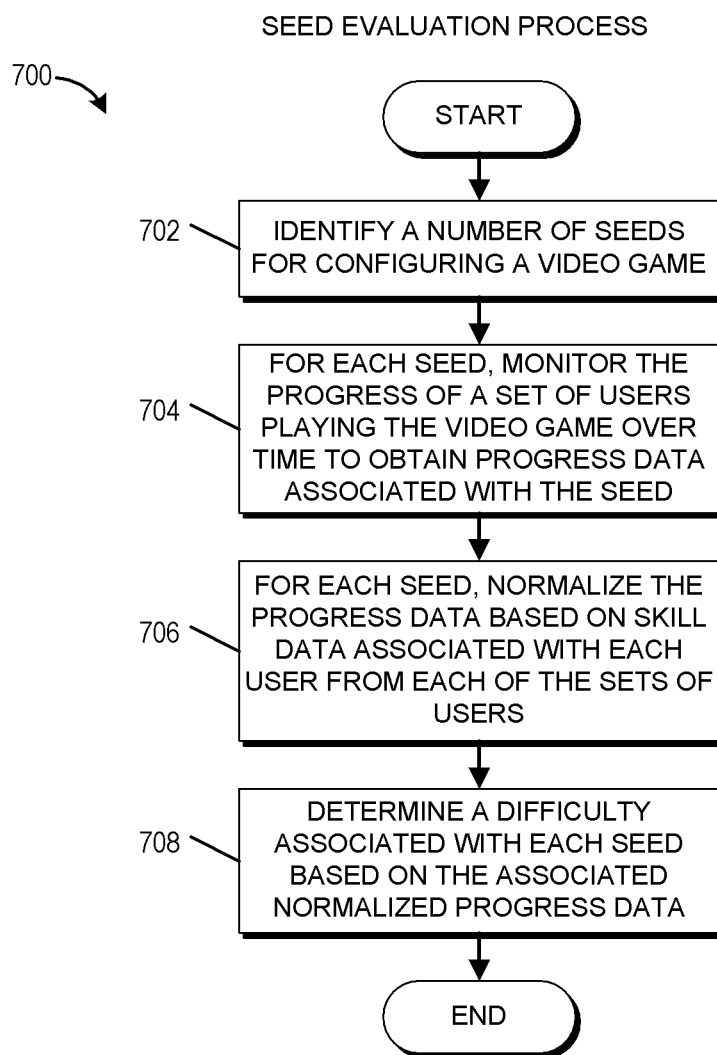 SEED EVALUATION PROCESS
700
START
702
IDENTIFY A NUMBER OF SEEDS
FOR CONFIGURING A VIDEO GAME
704
FOR EACH SEED, MONITOR THE
PROGRESS OF A SET OF USERS
PLAYING THE VIDEO GAME OVER
TIME TO OBTAIN PROGRESS DATA
ASSOCIATED WITH THE SEED
706
FOR EACH SEED, NORMALIZE THE
PROGRESS DATA BASED ON SKILL
DATA ASSOCIATED WITH EACH
USER FROM EACH OF THE SETS OF
USERS
708
DETERMINE A DIFFICULTY
ASSOCIATED WITH EACH SEED
BASED ON THE ASSOCIATED
NORMALIZED PROGRESS DATA
END